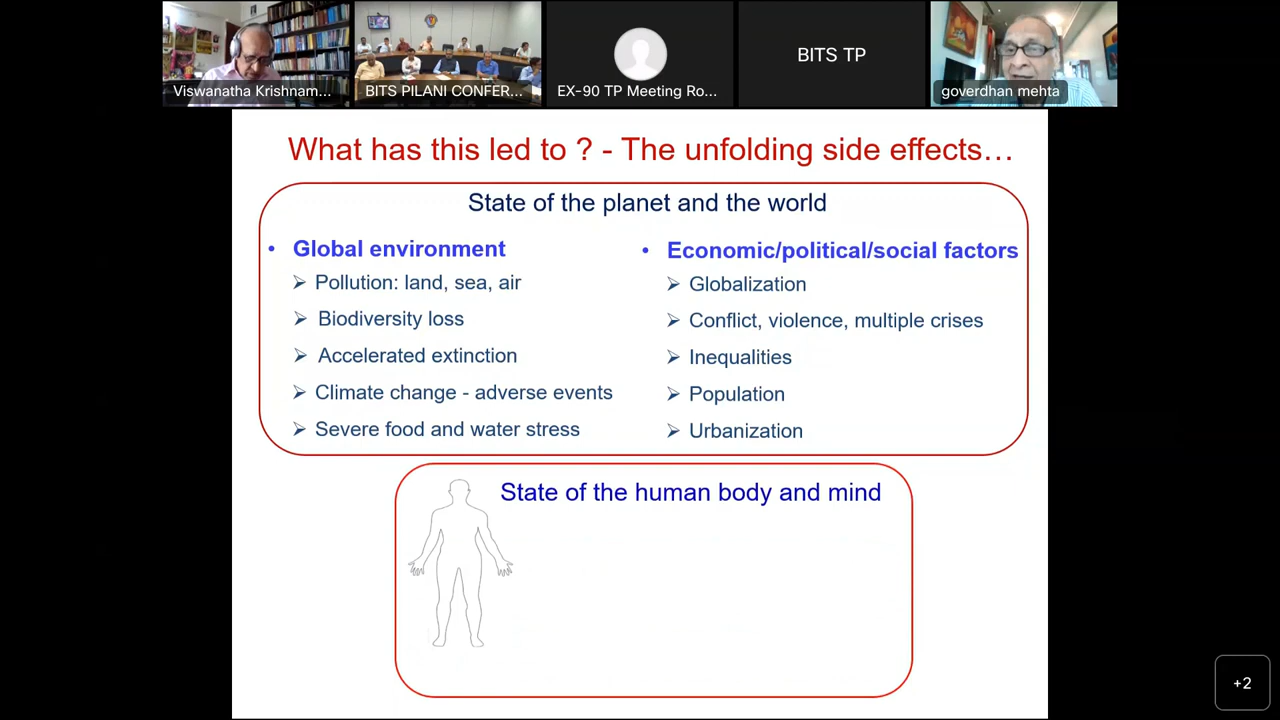 Viswanatha Krishnam...
BITS PILANI CONFER...
EX-90 TP Meeting Ro...
BITS TP
goverdhan mehta
What has this led to ? - The unfolding side effects...
State of the planet and the world
• Global environment
➢ Pollution: land, sea, air
➢ Biodiversity loss
➢ Accelerated extinction
➢ Climate change - adverse events
➢ Severe food and water stress
• Economic/political/social factors
➢ Globalization
➢ Conflict, violence, multiple crises
➢ Inequalities
➢ Population
➢ Urbanization
State of the human body and mind
+2